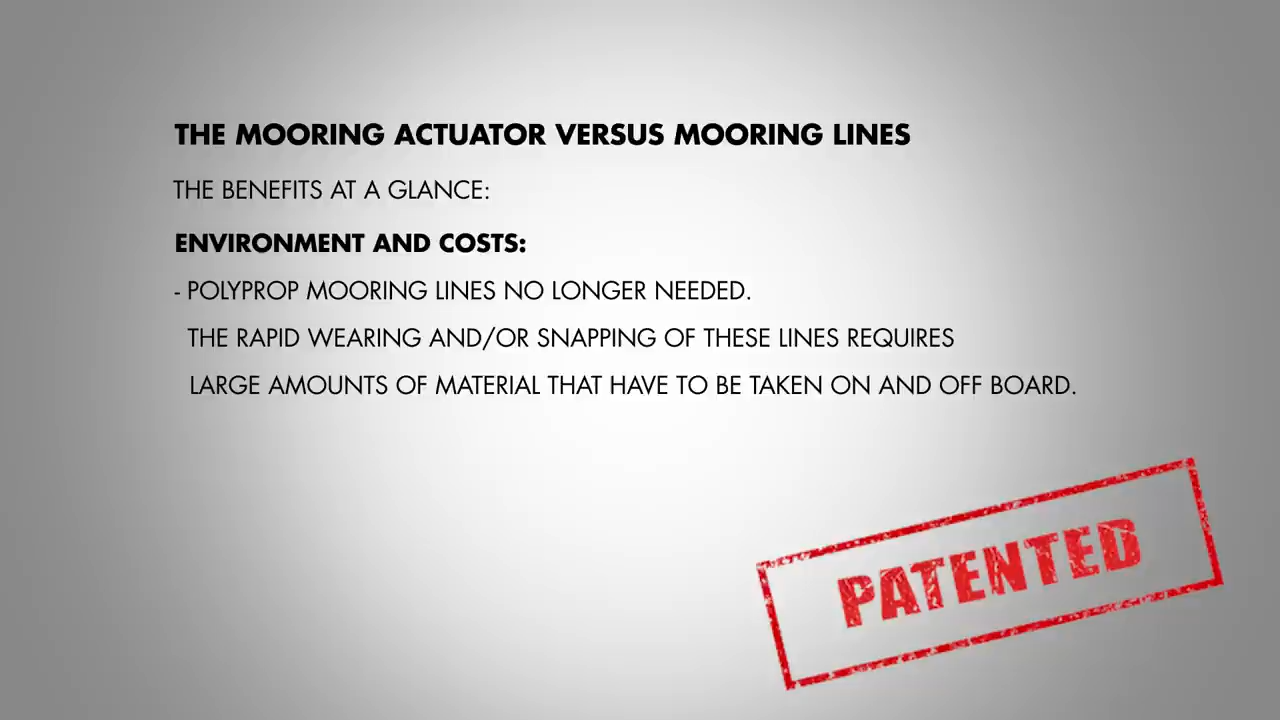 THE MOORING ACTUATOR VERSUS MOORING LINES
THE BENEFITS AT A GLANCE:
ENVIRONMENT AND COSTS:
- POLYPROP MOORING LINES NO LONGER NEEDED.
THE RAPID WEARING AND/OR SNAPPING OF THESE LINES REQUIRES
LARGE AMOUNTS OF MATERIAL THAT HAVE TO BE TAKEN ON AND OFF BOARD.
PATENTED